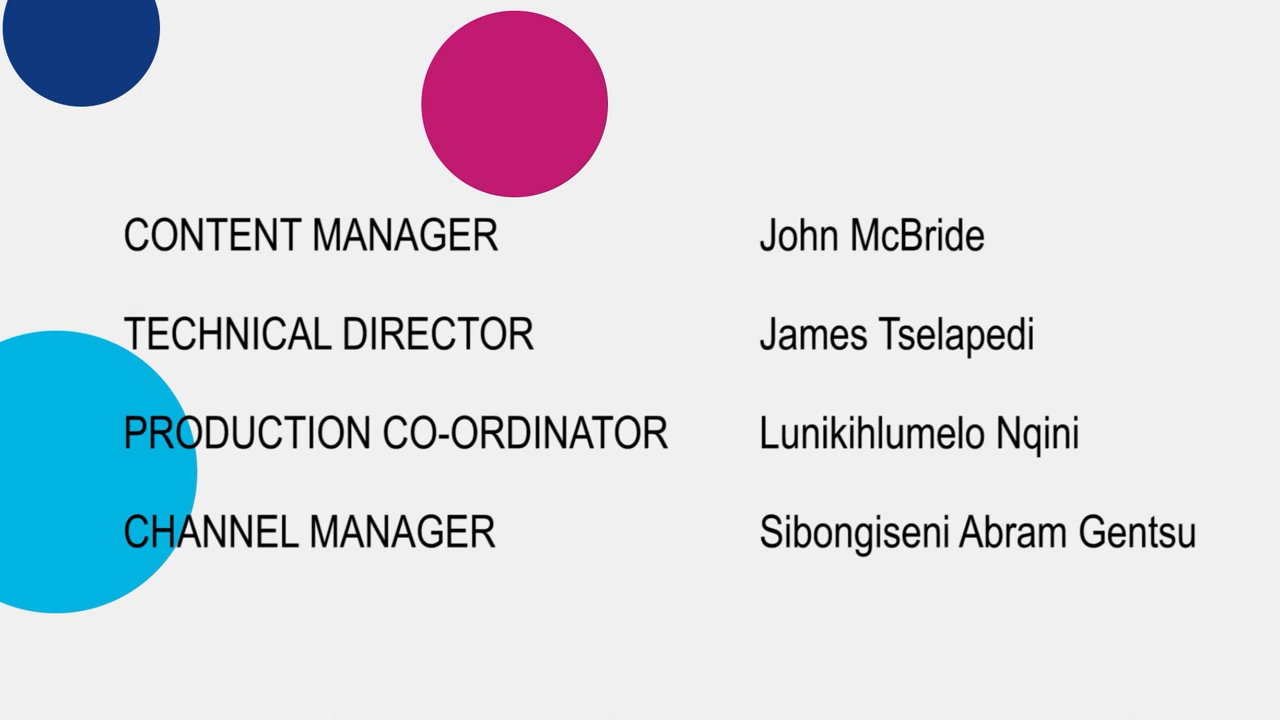 CONTENT MANAGER John McBride
TECHNICAL DIRECTOR James Tselapedi
PRODUCTION CO-ORDINATOR Lunikihlumelo Nqini
CHANNEL MANAGER Sibongiseni Abram Gentsu